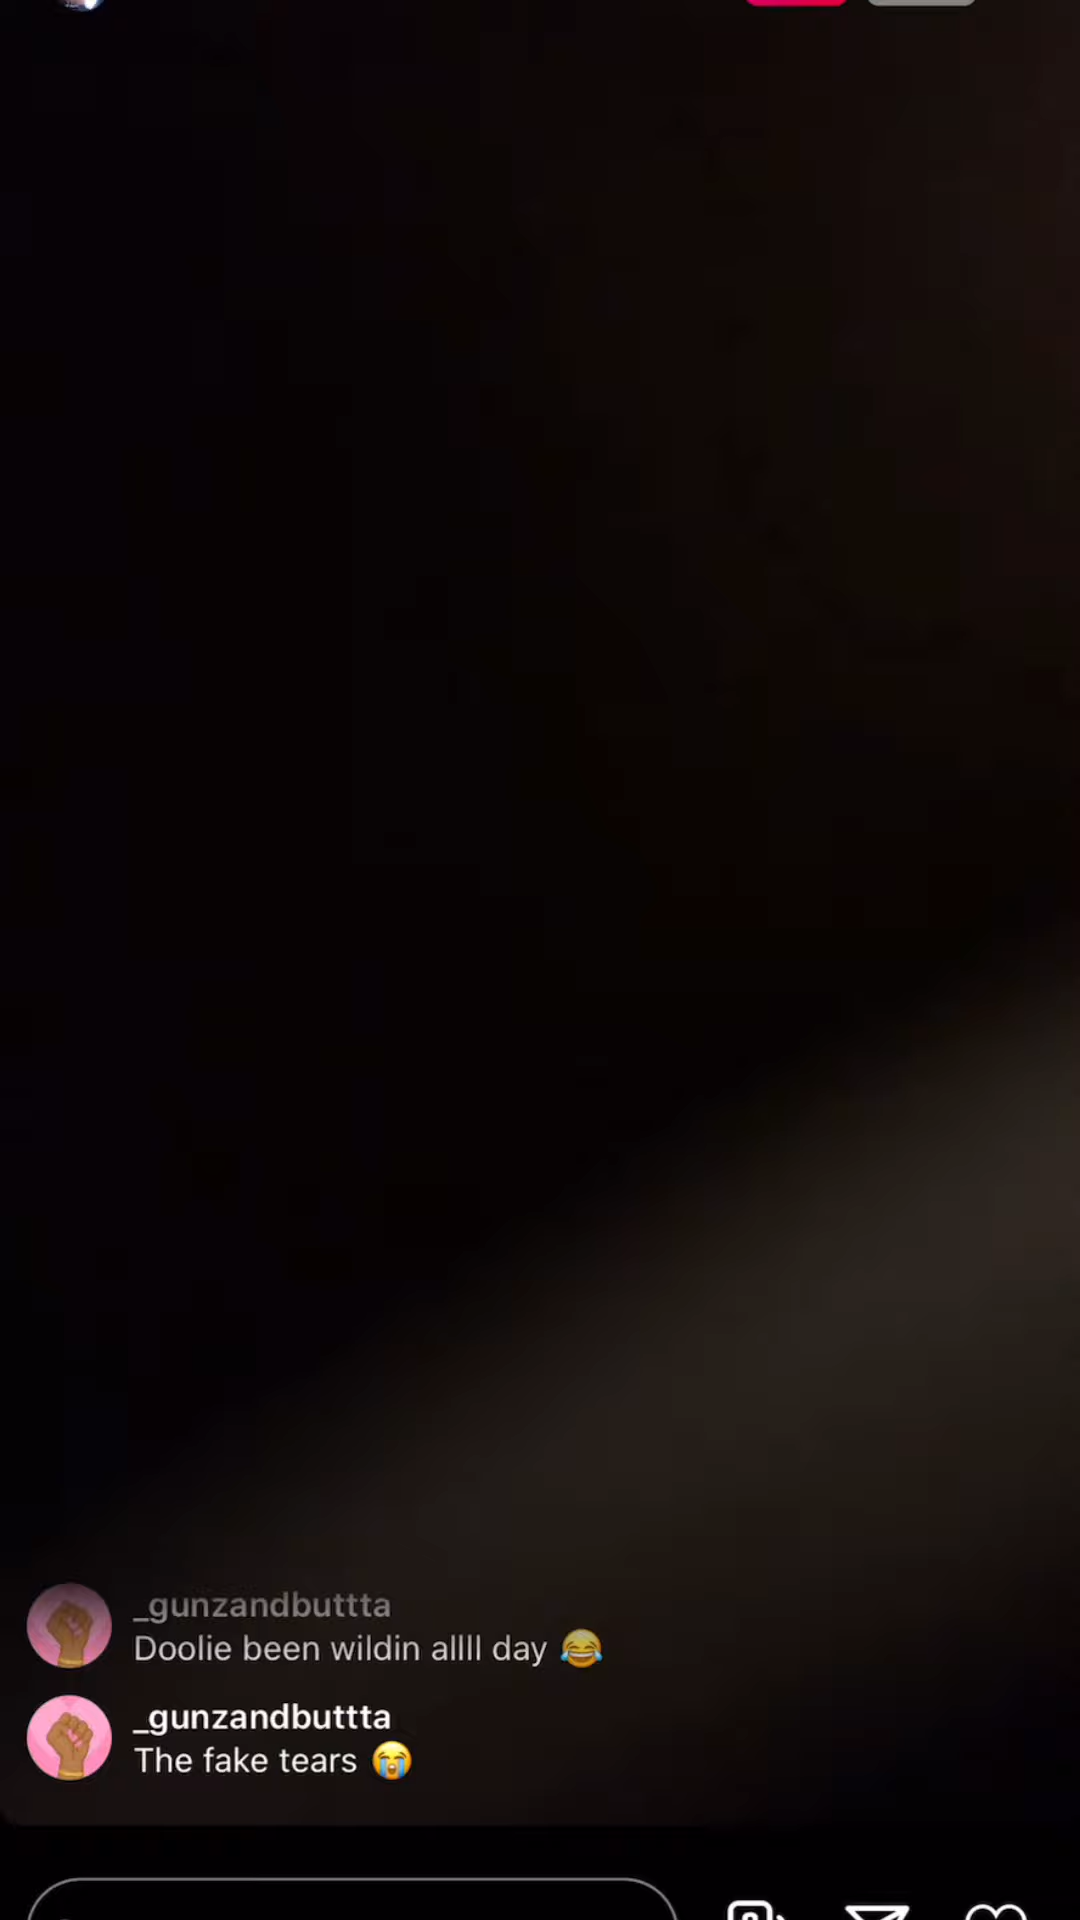 _gunzandbuttta
Doolie been wildin allll day 😂
_gunzandbuttta
The fake tears 😭